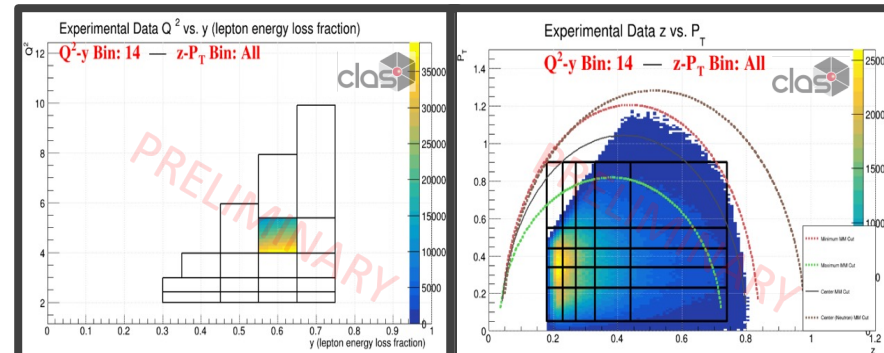 Experimental Data Q² vs. y (lepton energy loss fraction)
Q²-y Bin: 14 — z-P_T Bin: All
clas
PRELIMINARY
Q²
12
10
8
6
4
2
0 0.1 0.2 0.3 0.4 0.5 0.6 0.7 0.8 0.9 1
y (lepton energy loss fraction)
35000
30000
25000
20000
15000
10000
5000
0
Experimental Data z vs. P_T
Q²-y Bin: 14 — z-P_T Bin: All
clas
PRELIMINARY
P_T
1.4
1.2
1
0.8
0.6
0.4
0.2
0
0 0.2 0.4 0.6 0.8 1 1.2
z
2500
Minimum MM Cut
Maximum MM Cut
Center MM Cut
Center (Neutron) MM Cut